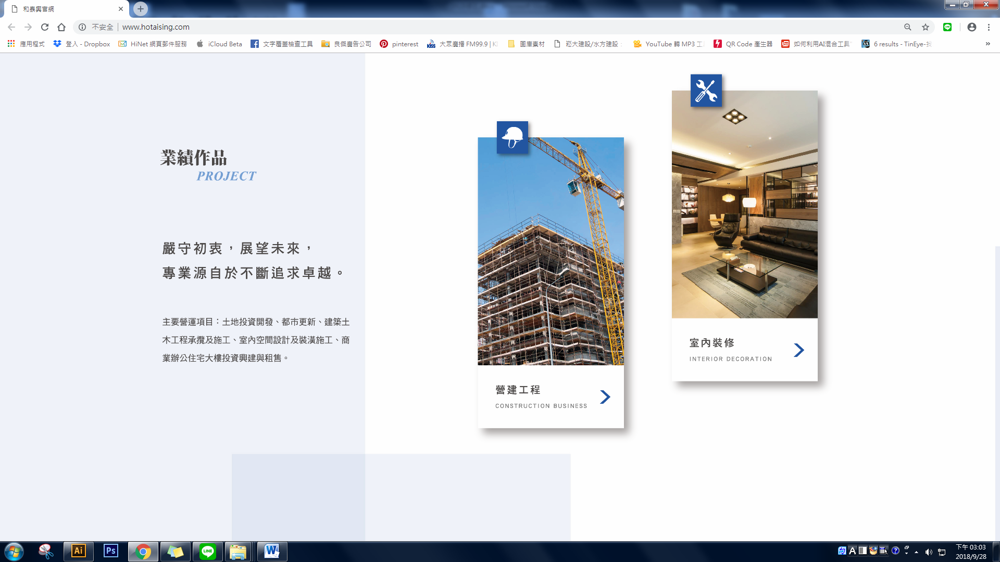 和泰興官網
不安全 www.hotaising.com
應用程式 登入 - Dropbox HiNet 網頁郵件服務 iCloud Beta 文字覆蓋檢查工具 良傑廣告公司 pinterest 大眾廣播 FM99.9 | 圖庫素材 崧大建設/水方建設 YouTube 轉 MP3 工 QR Code 產生器 如何利用AI混合工具 6 results - TinEye-
業績作品
PROJECT
嚴守初衷，展望未來，
專業源自於不斷追求卓越。
主要營運項目：土地投資開發、都市更新、建築土
木工程承攬及施工、室內空間設計及裝潢施工、商
業辦公住宅大樓投資興建與租售。
營建工程
CONSTRUCTION BUSINESS
室內裝修
INTERIOR DECORATION
Ai Ps LINE W
A
下午 03:03
2018/9/28